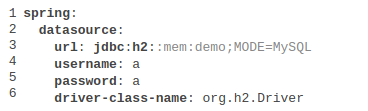 1 spring:
2   datasource:
3     url: jdbc:h2::mem:demo;MODE=MySQL
4     username: a
5     password: a
6     driver-class-name: org.h2.Driver